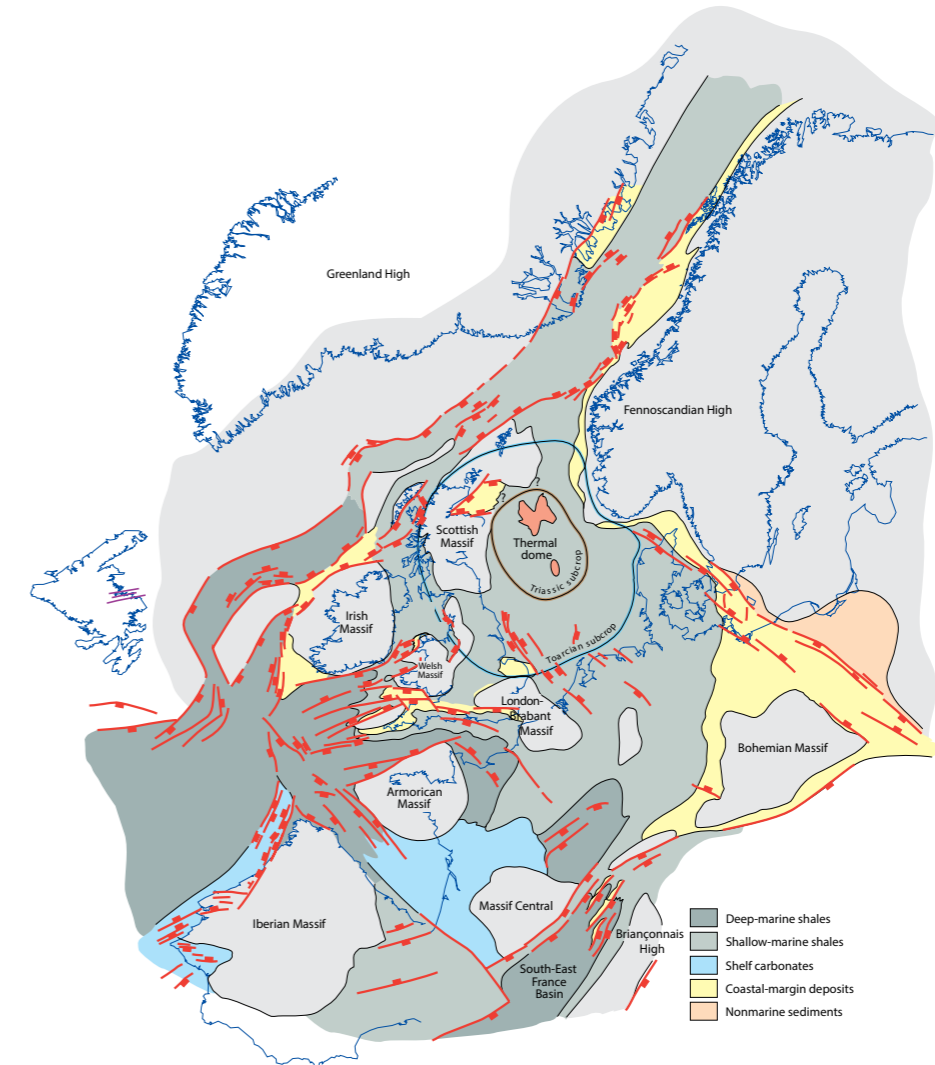 Greenland High
Fennoscandian High
?
?
Scottish
Massif
Thermal
dome
Triassic subcrop
Irish
Massif
Toarcian subcrop
Welsh
Massif
London-
Brabant
Massif
Bohemian Massif
Armorican
Massif
Massif Central
Iberian Massif
Briançonnais
High
South-East
France
Basin
Deep-marine shales
Shallow-marine shales
Shelf carbonates
Coastal-margin deposits
Nonmarine sediments